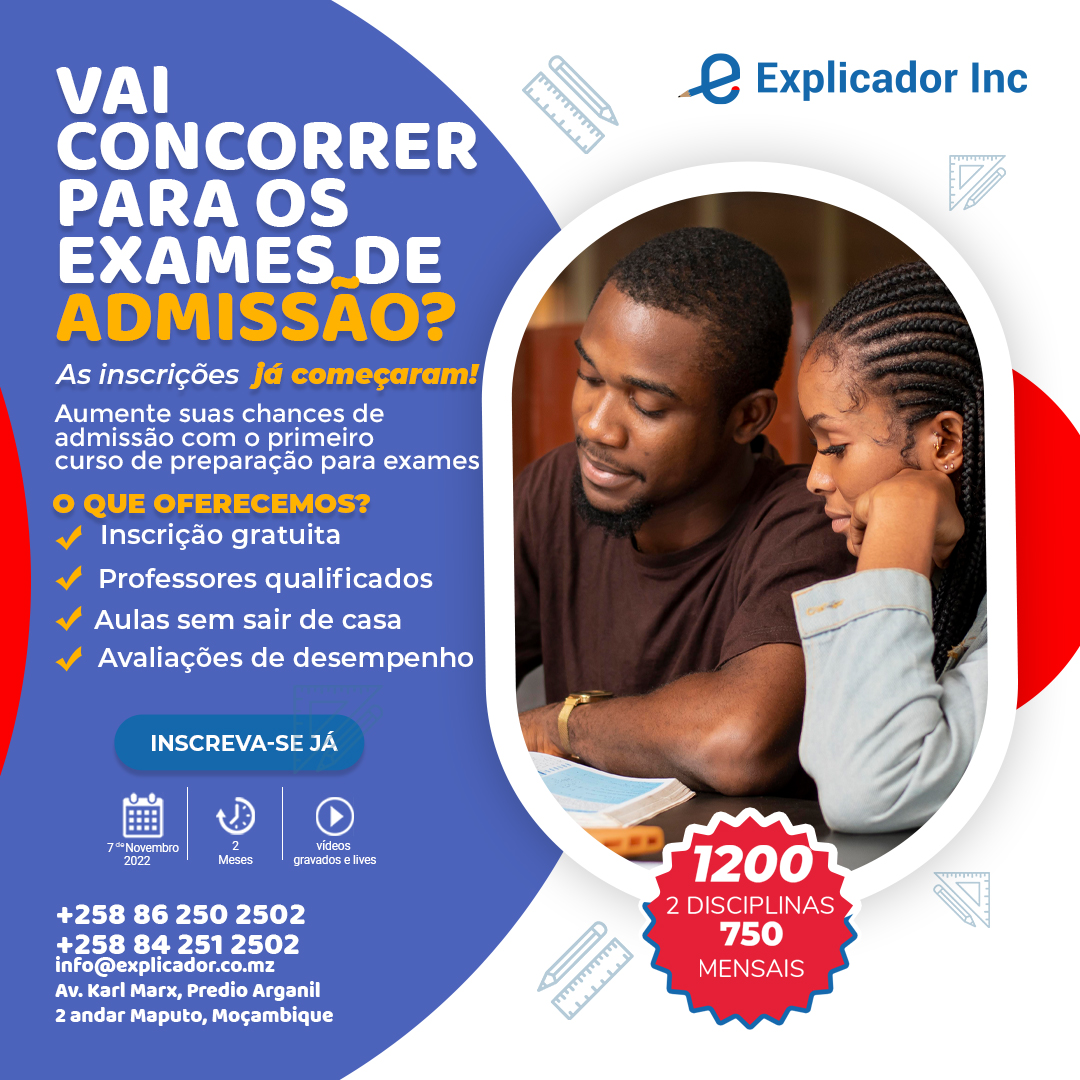 VAI
CONCORRER
PARA OS
EXAMES DE
ADMISSÃO?
As inscrições já começaram!
Aumente suas chances de
admissão com o primeiro
curso de preparação para exames
O QUE OFERECEMOS?
Inscrição gratuita
Professores qualificados
Aulas sem sair de casa
Avaliações de desempenho
INSCREVA-SE JÁ
7 de Novembro
2022
2
Meses
vídeos
gravados e lives
+258 86 250 2502
+258 84 251 2502
info@explicador.co.mz
Av. Karl Marx, Predio Arganil
2 andar Maputo, Moçambique
Explicador Inc
1200
2 DISCIPLINAS
750
MENSAIS